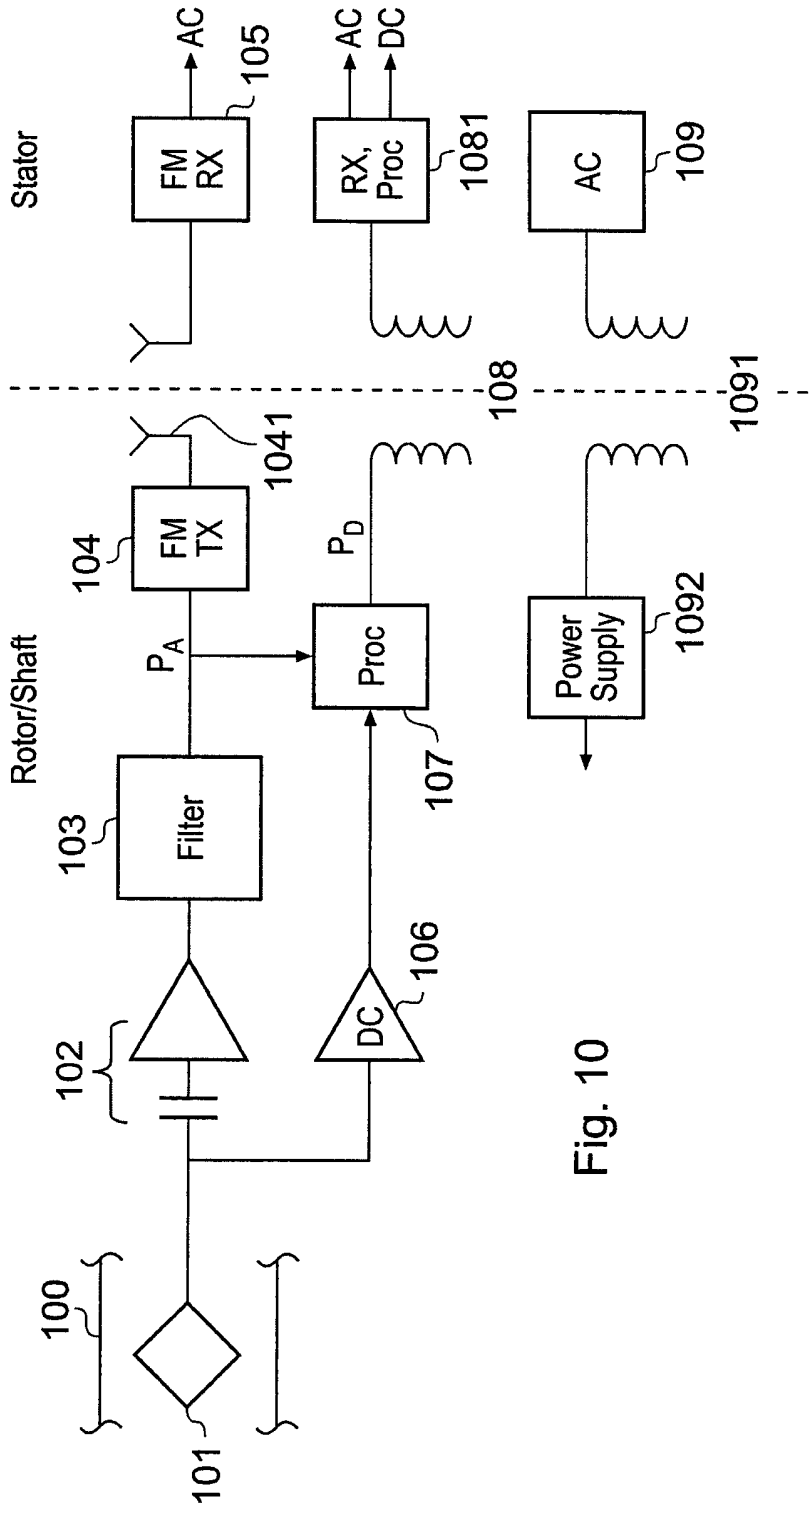 Rotor/Shaft
Stator
100
101
102
103
Filter
P_A
104
FM
TX
1041
105
FM
RX
AC
106
DC
107
Proc
P_D
108
1081
RX,
Proc
AC
DC
1092
Power
Supply
1091
109
AC
Fig. 10